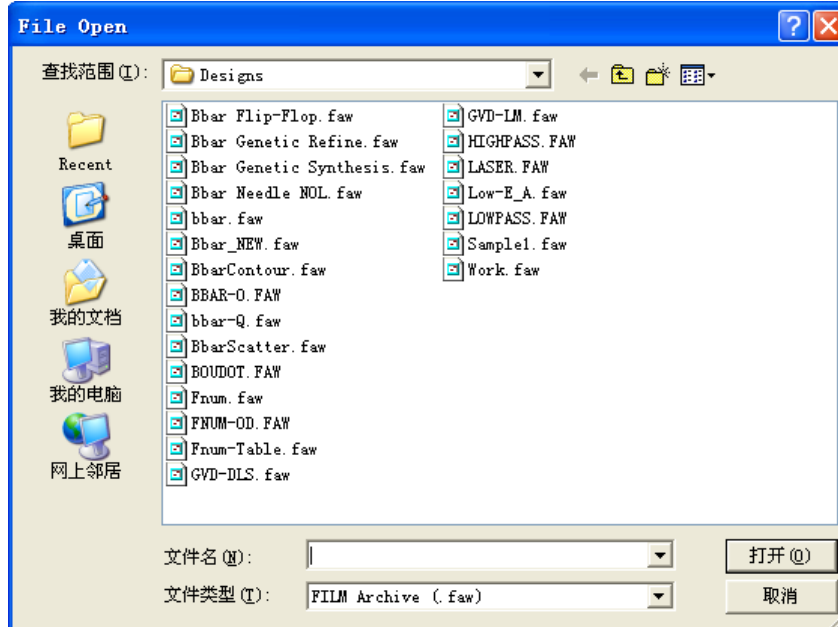 File Open
查找范围(I):
Designs
Recent
桌面
我的文档
我的电脑
网上邻居
Bbar Flip-Flop.faw
Bbar Genetic Refine.faw
Bbar Genetic Synthesis.faw
Bbar Needle NOL.faw
bbar.faw
Bbar_NEW.faw
BbarContour.faw
BBAR-O.FAW
bbar-Q.faw
BbarScatter.faw
BOUDOT.FAW
Fnum.faw
FNUM-OD.FAW
Fnum-Table.faw
GVD-DLS.faw
GVD-LM.faw
HIGHPASS.FAW
LASER.FAW
Low-E_A.faw
LOWPASS.FAW
Sample1.faw
Work.faw
文件名(N):
打开(O)
文件类型(T):
FILM Archive (.faw)
取消